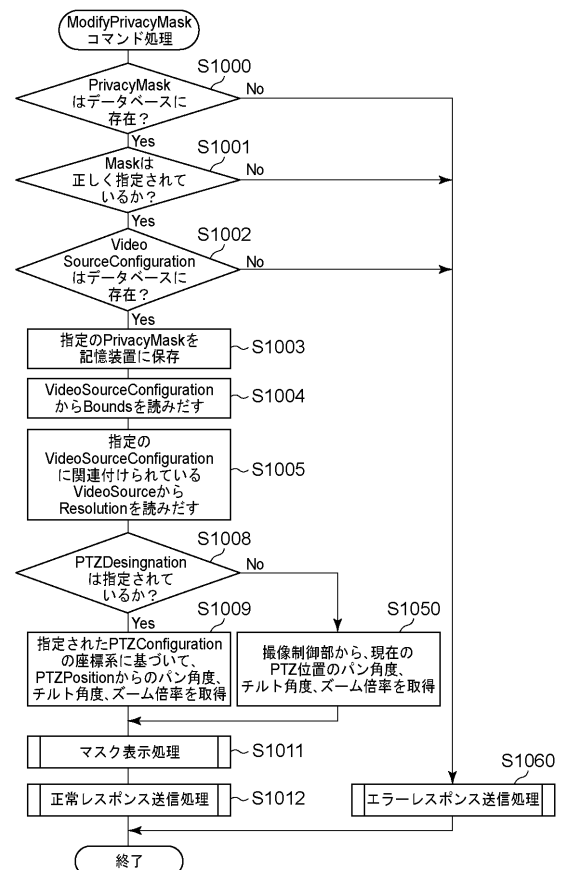 ModifyPrivacyMask
コマンド処理
S1000
PrivacyMask
はデータベースに
存在？
No
Yes
S1001
Maskは
正しく指定されて
いるか？
No
Yes
S1002
Video
SourceConfiguration
はデータベースに
存在？
No
Yes
指定のPrivacyMaskを
記憶装置に保存
S1003
VideoSourceConfiguration
からBoundsを読みだす
S1004
指定の
VideoSourceConfiguration
に関連付けられている
VideoSourceから
Resolutionを読みだす
S1005
S1008
PTZDesingnation
は指定されて
いるか？
No
Yes
S1009
指定されたPTZConfiguration
の座標系に基づいて、
PTZPositionからのパン角度、
チルト角度、ズーム倍率を取得
S1050
撮像制御部から、現在の
PTZ位置のパン角度、
チルト角度、ズーム倍率を取得
マスク表示処理
S1011
正常レスポンス送信処理
S1012
S1060
エラーレスポンス送信処理
終了